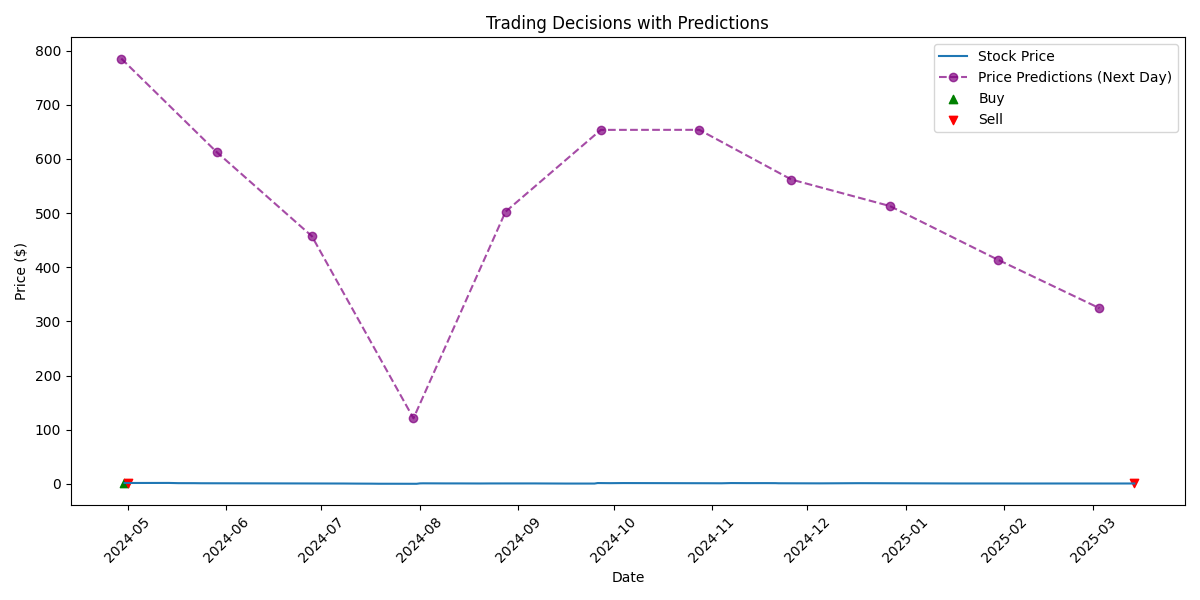 Trading Decisions with Predictions
Stock Price
Price Predictions (Next Day)
Buy
Sell
800
700
600
500
400
300
200
100
0
Price ($)
2024-05
2024-06
2024-07
2024-08
2024-09
2024-10
2024-11
2024-12
2025-01
2025-02
2025-03
Date